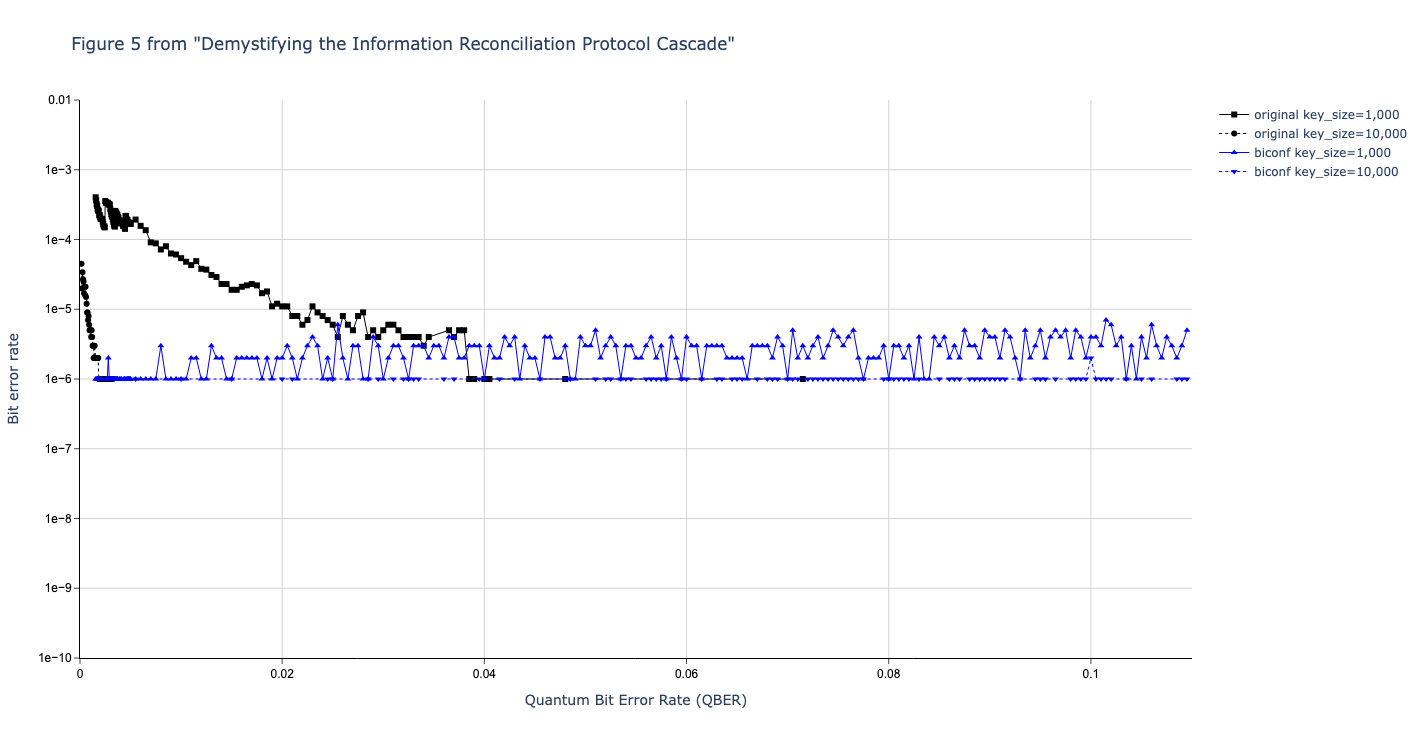 Figure 5 from "Demystifying the Information Reconciliation Protocol Cascade"
0.01
1e−3
1e−4
1e−5
1e−6
1e−7
1e−8
1e−9
1e−10
Bit error rate
0
0.02
0.04
0.06
0.08
0.1
Quantum Bit Error Rate (QBER)
original key_size=1,000
original key_size=10,000
biconf key_size=1,000
biconf key_size=10,000